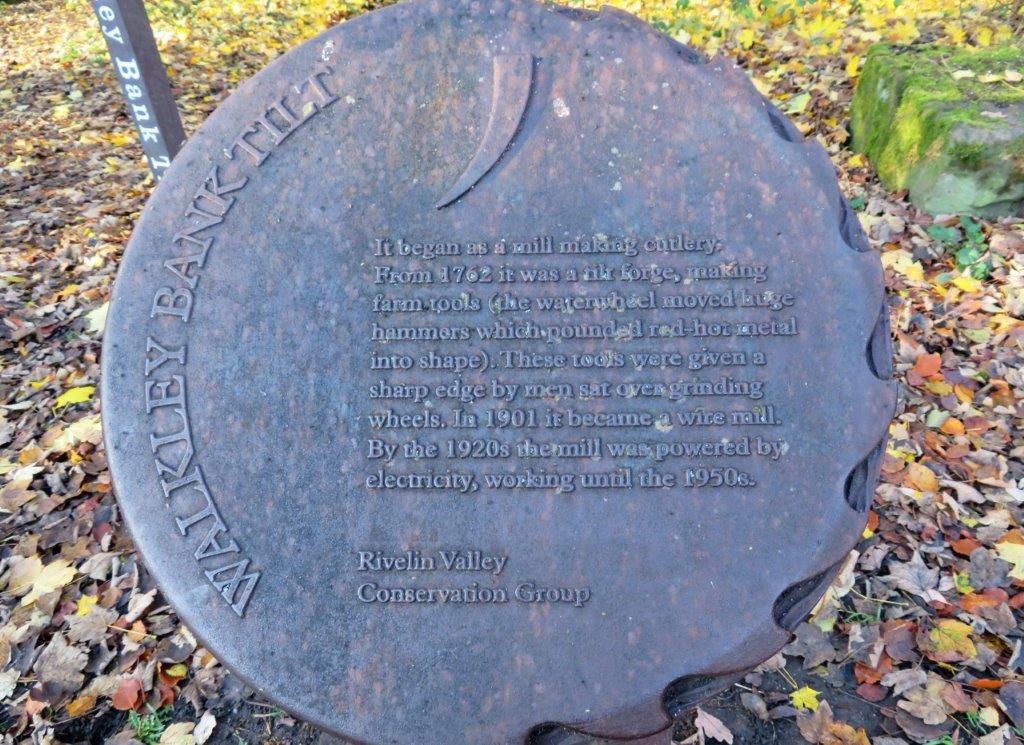 ey Bank T
WALKLEY BANK TILT
It began as a mill making cutlery.
From 1762 it was a tilt forge, making
farm tools (the waterwheel moved huge
hammers which pounded red-hot metal
into shape). These tools were given a
sharp edge by men sat over grinding
wheels. In 1901 it became a wire mill.
By the 1920s the mill was powered by
electricity, working until the 1950s.
Rivelin Valley
Conservation Group